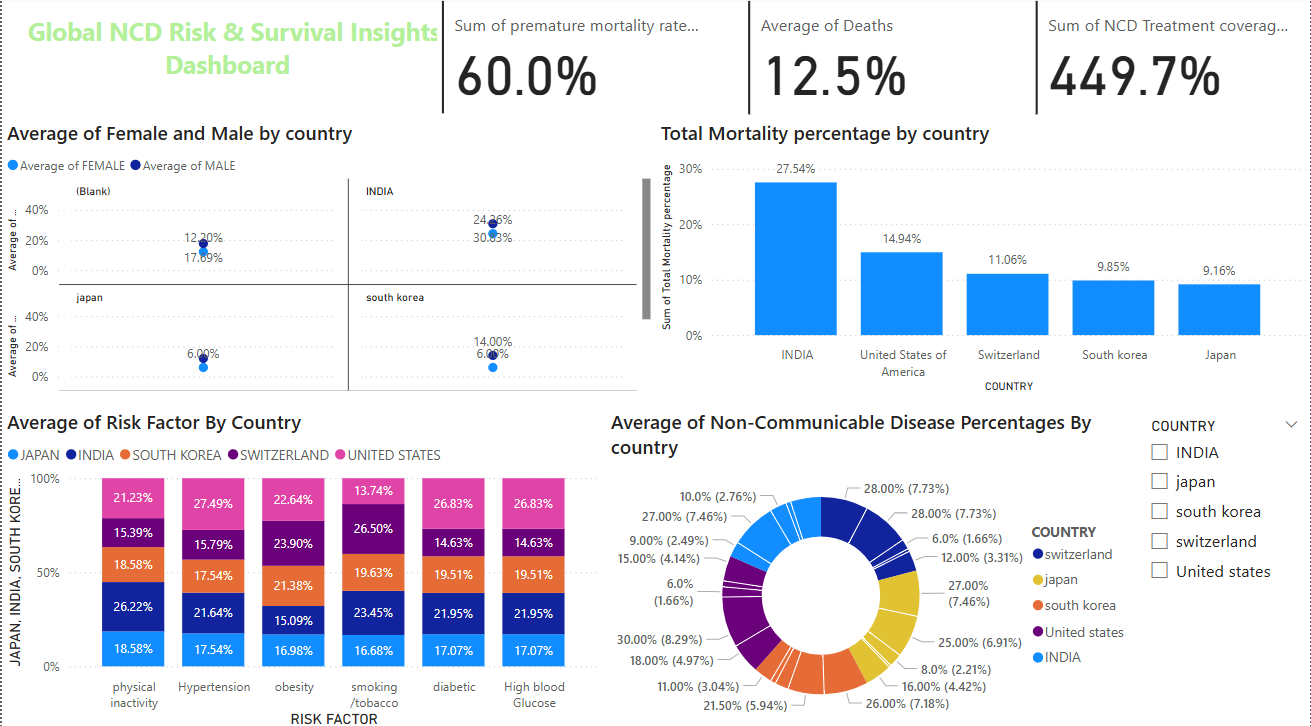 Global NCD Risk & Survival Insights
Dashboard
Sum of premature mortality rate...
60.0%
Average of Deaths
12.5%
Sum of NCD Treatment coverag...
449.7%
Average of Female and Male by country
Average of FEMALE Average of MALE
Average of ...
(Blank)
40%
20%
0%
12.20%
17.69%
INDIA
24.26%
30.83%
Average of ...
japan
40%
20%
0%
6.00%
south korea
14.00%
6.00%
Total Mortality percentage by country
Sum of Total Mortality percentage
30%
20%
10%
0%
27.54%
14.94%
11.06%
9.85%
9.16%
INDIA
United States of
America
Switzerland
South korea
Japan
COUNTRY
Average of Risk Factor By Country
JAPAN INDIA SOUTH KOREA SWITZERLAND UNITED STATES
JAPAN, INDIA, SOUTH KORE...
100%
50%
0%
21.23%
15.39%
18.58%
26.22%
18.58%
27.49%
15.79%
17.54%
21.64%
17.54%
22.64%
23.90%
21.38%
15.09%
16.98%
13.74%
26.50%
19.63%
23.45%
16.68%
26.83%
14.63%
19.51%
21.95%
17.07%
26.83%
14.63%
19.51%
21.95%
17.07%
physical
inactivity
Hypertension
obesity
smoking
/tobacco
diabetic
High blood
Glucose
RISK FACTOR
Average of Non-Communicable Disease Percentages By
country
28.00% (7.73%)
28.00% (7.73%)
6.0% (1.66%)
12.00% (3.31%)
27.00%
(7.46%)
25.00% (6.91%)
8.0% (2.21%)
16.00% (4.42%)
26.00% (7.18%)
21.50% (5.94%)
11.00% (3.04%)
18.00% (4.97%)
30.00% (8.29%)
6.0%
(1.66%)
15.00% (4.14%)
9.00% (2.49%)
27.00% (7.46%)
10.0% (2.76%)
COUNTRY
switzerland
japan
south korea
United states
INDIA
COUNTRY
INDIA
japan
south korea
switzerland
United states